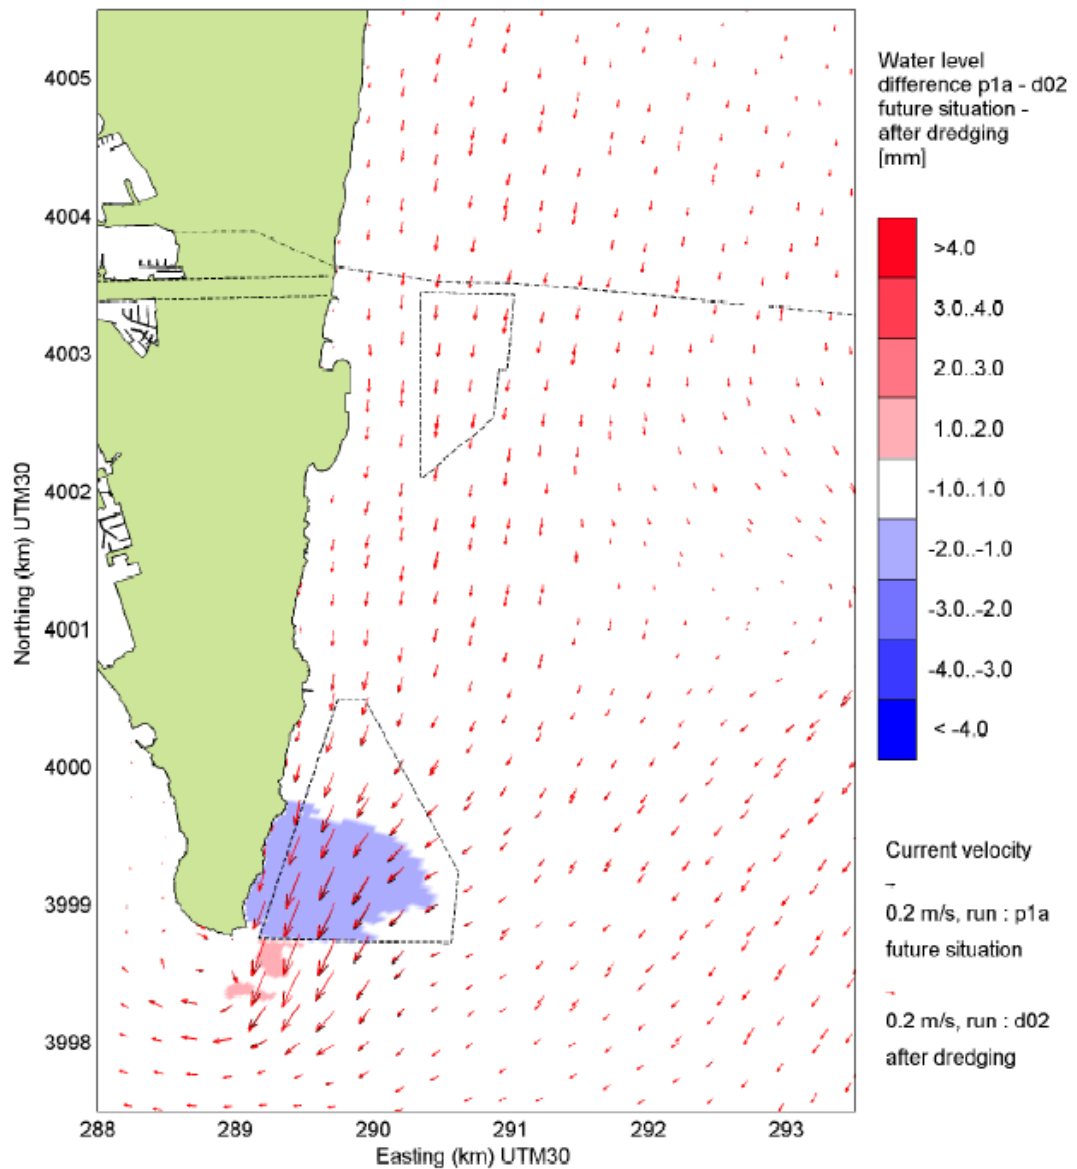 4005
4004
4003
4002
4001
4000
3999
3998
Northing (km) UTM30
288 289 290 291 292 293
Easting (km) UTM30
Water level
difference p1a - d02
future situation -
after dredging
[mm]
>4.0
3.0..4.0
2.0..3.0
1.0..2.0
-1.0..1.0
-2.0..-1.0
-3.0..-2.0
-4.0..-3.0
< -4.0
Current velocity
0.2 m/s, run : p1a
future situation
0.2 m/s, run : d02
after dredging